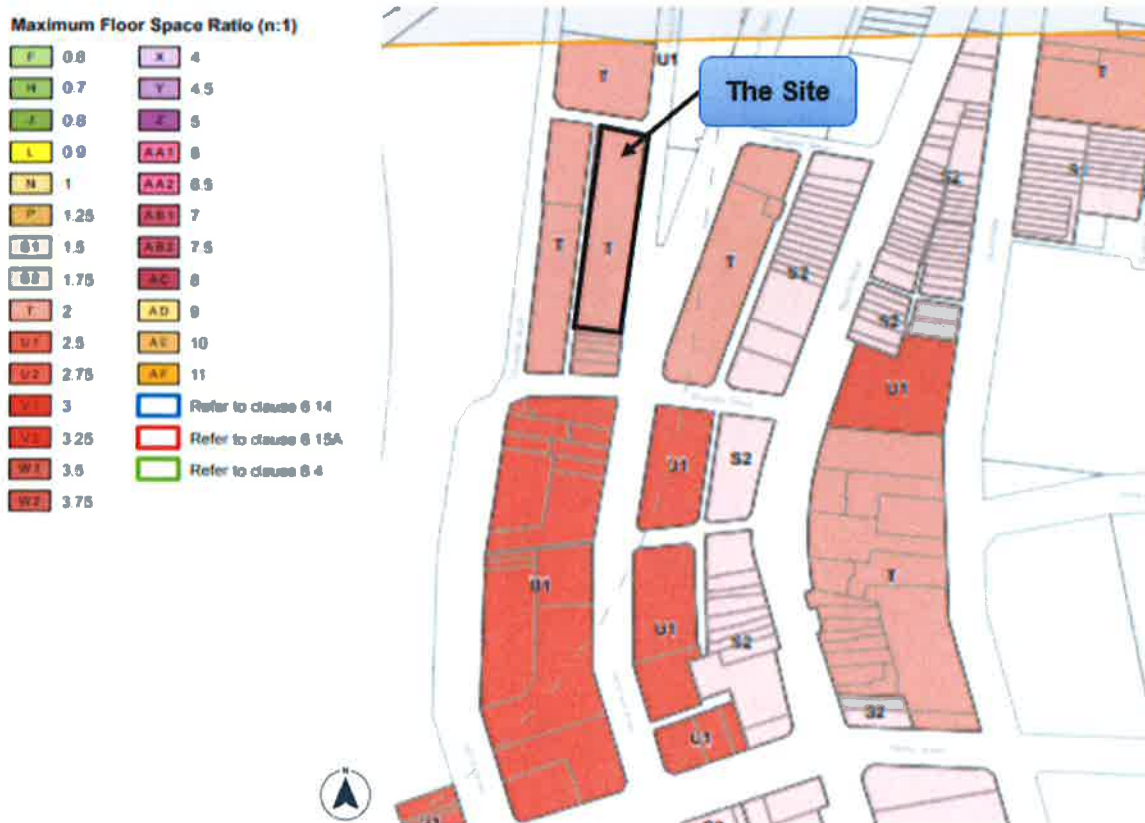 Maximum Floor Space Ratio (n:1)
F 0.6 X 4
H 0.7 Y 4.5
J 0.8 Z 5
L 0.9 AA1 6
N 1 AA2 6.5
P 1.25 AB1 7
S1 1.5 AB2 7.5
S2 1.75 AC 8
T 2 AD 9
U1 2.5 AE 10
U2 2.75 AF 11
V1 3 Refer to clause 6 14
V2 3.25 Refer to clause 6 15A
W1 3.5 Refer to clause 6 4
W2 3.75
The Site
T
U1
T
T
T
T
S2
S2
S2
U1
U1
S2
U1
T
U1
S2
S2
U1
N